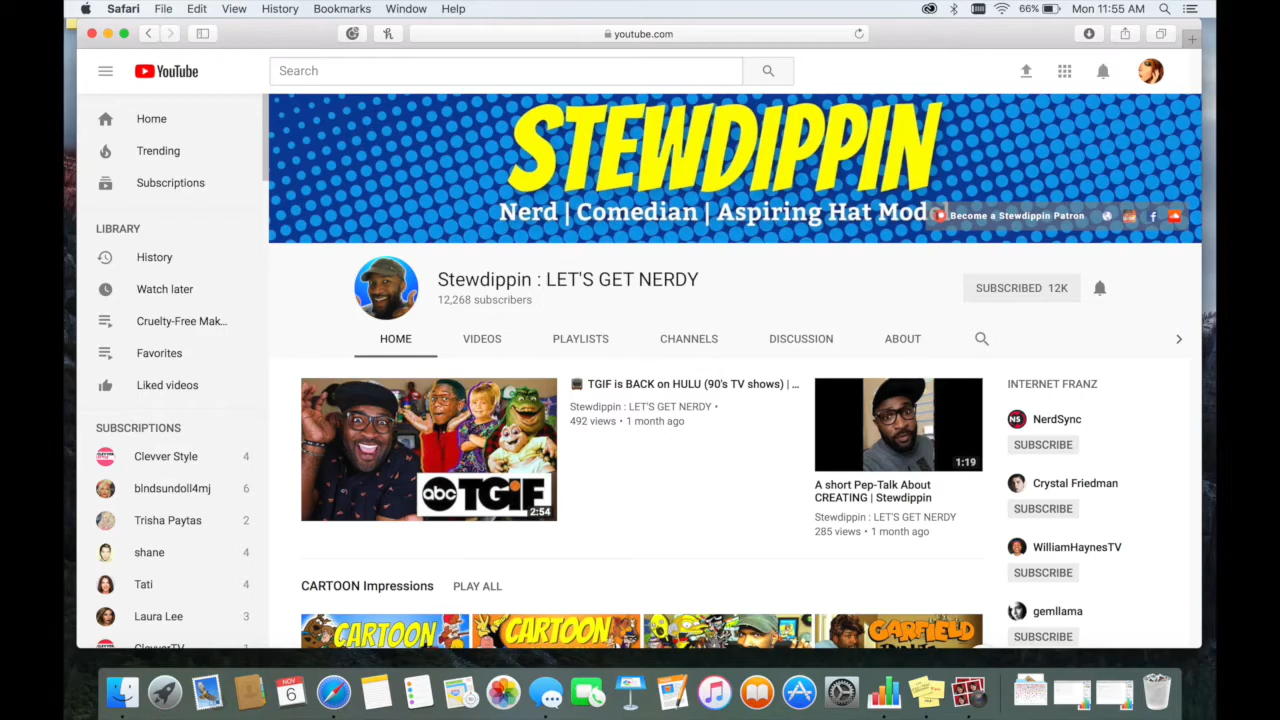 Safari File Edit View History Bookmarks Window Help 66% Mon 11:55 AM
youtube.com
YouTube
Search
STEWDIPPIN
Nerd | Comedian | Aspiring Hat Mod
Become a Stewdippin Patron
Home
Trending
Subscriptions
LIBRARY
History
Watch later
Cruelty-Free Mak...
Favorites
Liked videos
SUBSCRIPTIONS
Clevver Style 4
blndsundoll4mj 6
Trisha Paytas 2
shane 4
Tati 4
Laura Lee 3
ClevverTV 1
Stewdippin : LET'S GET NERDY
12,268 subscribers
SUBSCRIBED 12K
HOME VIDEOS PLAYLISTS CHANNELS DISCUSSION ABOUT
abc TGIF
2:54
TGIF is BACK on HULU (90's TV shows) | ...
Stewdippin : LET'S GET NERDY •
492 views • 1 month ago
1:19
A short Pep-Talk About
CREATING | Stewdippin
Stewdippin : LET'S GET NERDY
285 views • 1 month ago
INTERNET FRANZ
NS
NerdSync
SUBSCRIBE
Crystal Friedman
SUBSCRIBE
WilliamHaynesTV
SUBSCRIBE
gemllama
SUBSCRIBE
CARTOON Impressions PLAY ALL
CARTOON
CARTOON
GARFIELD
NOV
6